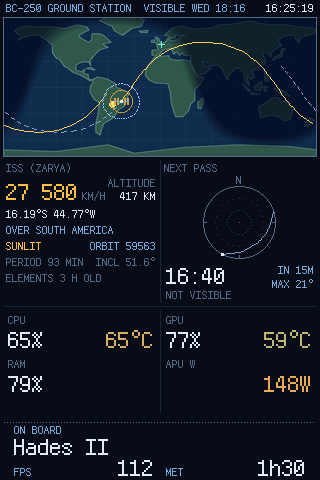 BC-250 GROUND STATION VISIBLE WED 18:16 16:25:19
ISS (ZARYA)
27 580 KM/H
ALTITUDE
417 KM
16.19°S 44.77°W
OVER SOUTH AMERICA
SUNLIT ORBIT 59563
PERIOD 93 MIN INCL 51.6°
ELEMENTS 3 H OLD
NEXT PASS
N
16:40
IN 15M
MAX 21°
NOT VISIBLE
CPU
65% 65°C
RAM
79%
GPU
77% 59°C
APU W
148W
ON BOARD
Hades II
FPS 112 MET 1h30